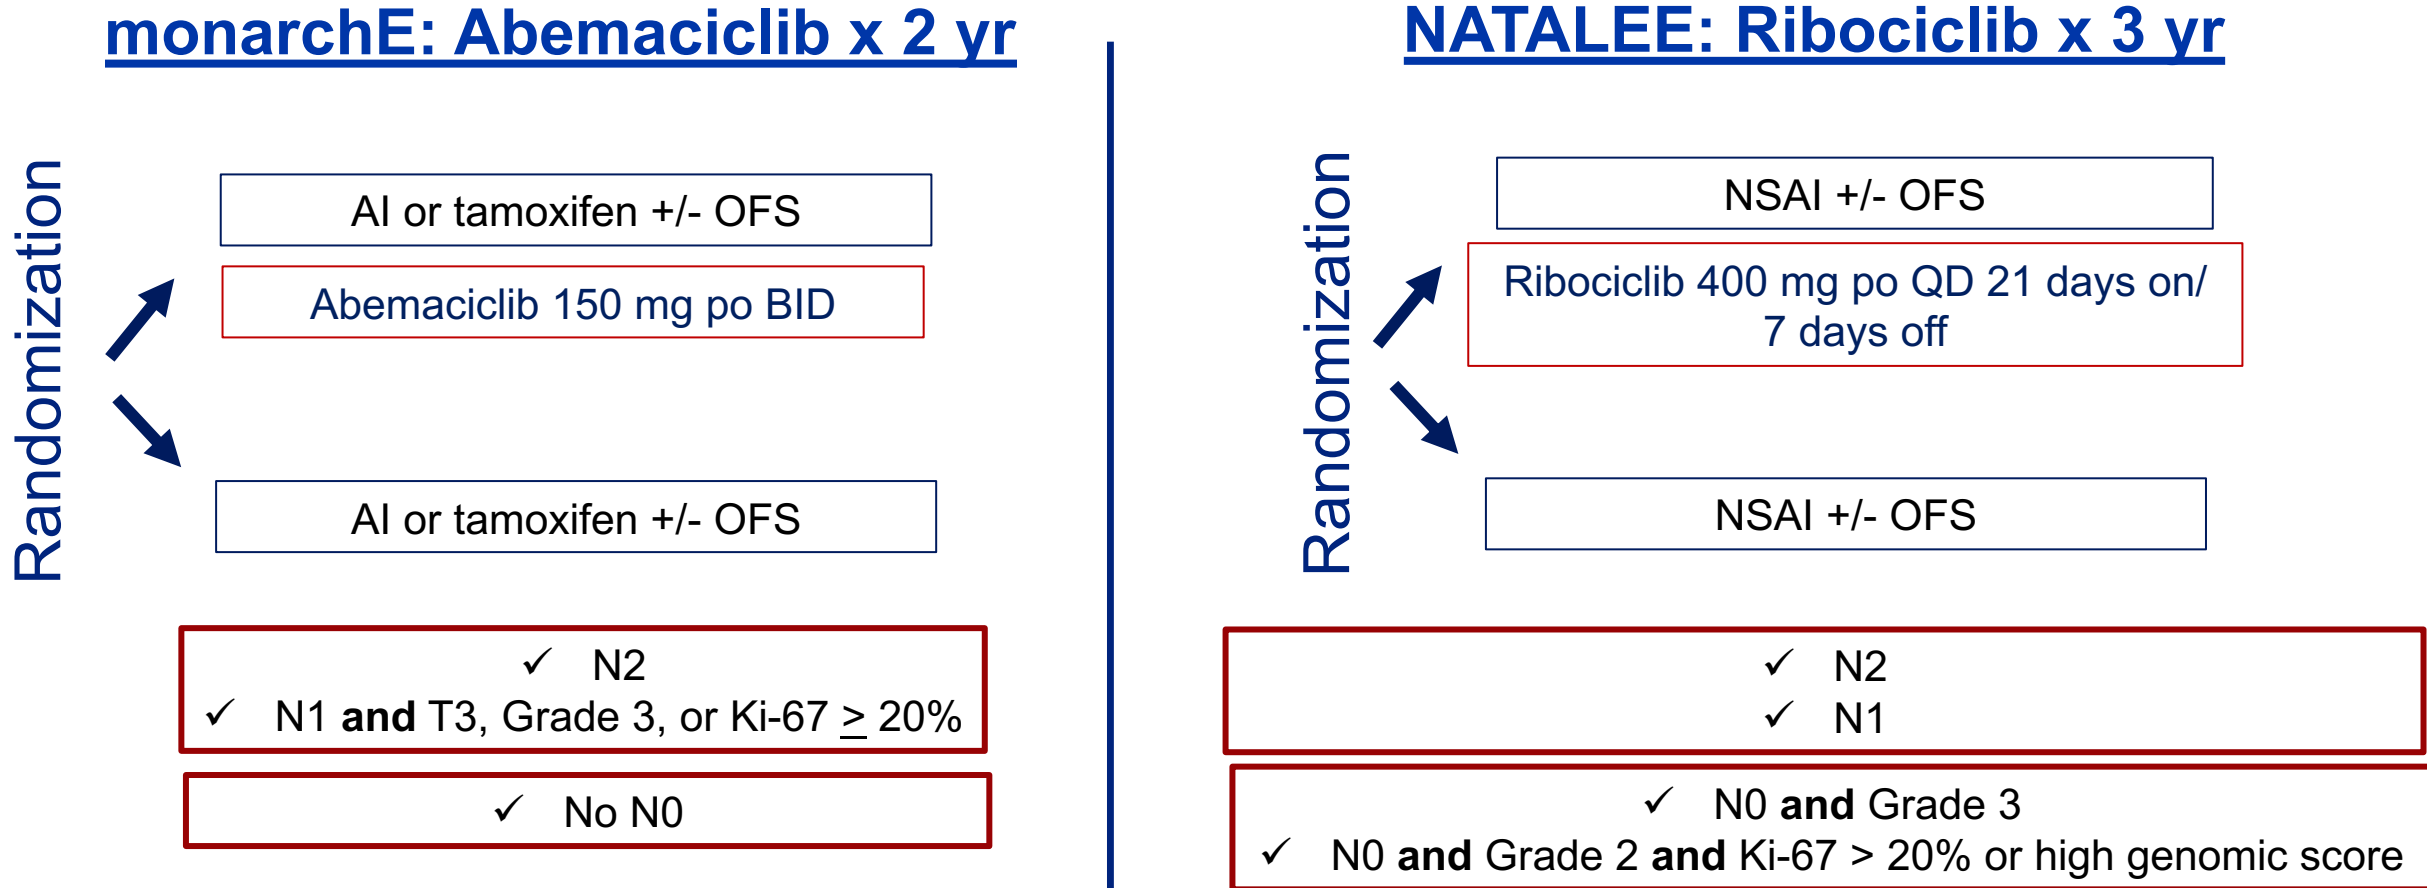 monarchE: Abemaciclib x 2 yr
Randomization
AI or tamoxifen +/- OFS
Abemaciclib 150 mg po BID
AI or tamoxifen +/- OFS
✓ N2
✓ N1 and T3, Grade 3, or Ki-67 ≥ 20%
✓ No N0
NATALEE: Ribociclib x 3 yr
Randomization
NSAI +/- OFS
Ribociclib 400 mg po QD 21 days on/
7 days off
NSAI +/- OFS
✓ N2
✓ N1
✓ N0 and Grade 3
✓ N0 and Grade 2 and Ki-67 > 20% or high genomic score